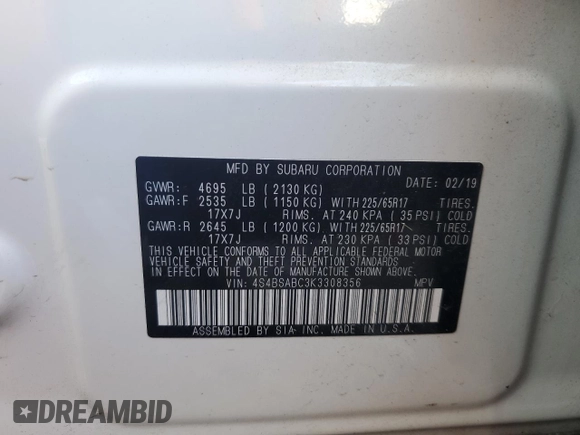 MFD BY SUBARU CORPORATION
GVWR: 4695 LB ( 2130 KG) DATE: 02/19
GAWR:F 2535 LB ( 1150 KG) WITH 225/65R17 TIRES.
17X7J RIMS. AT 240 KPA ( 35 PSI) COLD
GAWR:R 2645 LB ( 1200 KG) WITH 225/65R17 TIRES.
17X7J RIMS. AT 230 KPA ( 33 PSI) COLD
THIS VEHICLE CONFORMS TO ALL APPLICABLE FEDERAL MOTOR
VEHICLE SAFETY AND THEFT PREVENTION STANDARDS
IN EFFECT ON THE DATE OF MANUFACTURE SHOWN ABOVE.
VIN: 4S4BSABC3K3308356 MPV
ASSEMBLED BY SIA-INC. MADE IN U.S.A.
DREAMBID